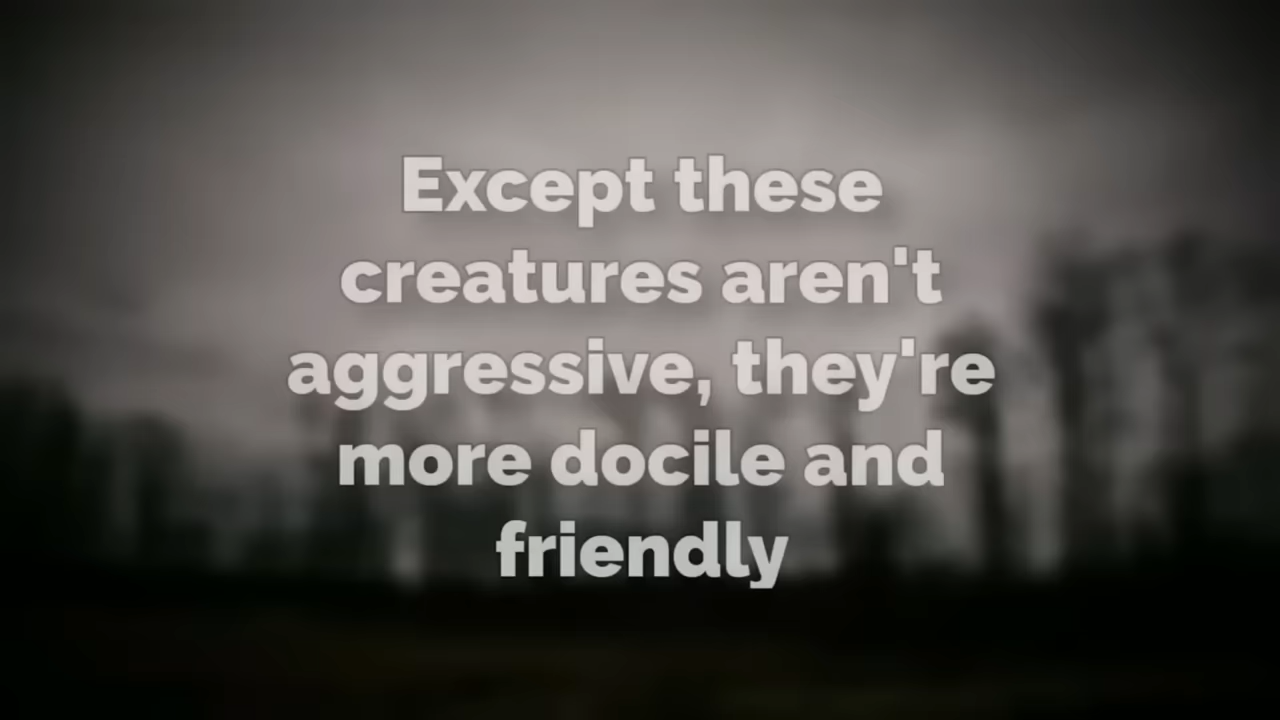 Except these
creatures aren't
aggressive, they're
more docile and
friendly